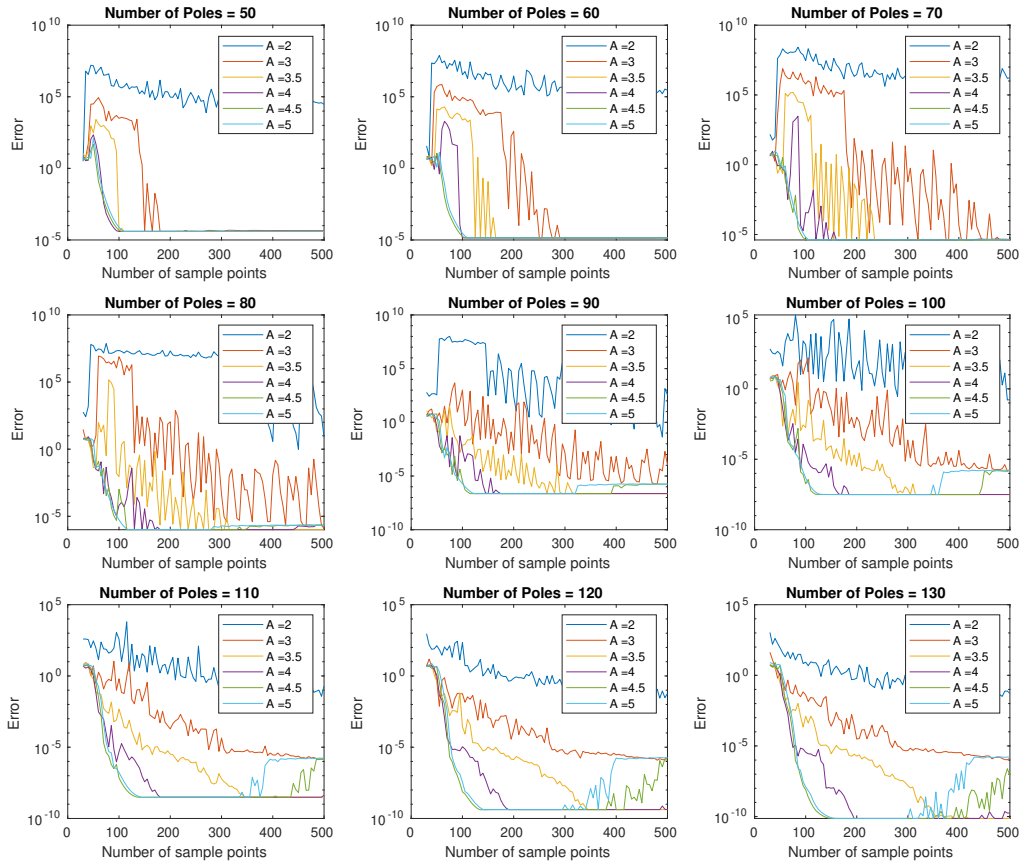 Number of Poles = 50
10^10
10^5
10^0
10^-5
Error
A =2
A =3
A =3.5
A =4
A =4.5
A =5
0 100 200 300 400 500
Number of sample points
Number of Poles = 60
10^10
10^5
10^0
10^-5
Error
A =2
A =3
A =3.5
A =4
A =4.5
A =5
0 100 200 300 400 500
Number of sample points
Number of Poles = 70
10^10
10^5
10^0
10^-5
Error
A =2
A =3
A =3.5
A =4
A =4.5
A =5
0 100 200 300 400 500
Number of sample points
Number of Poles = 80
10^10
10^5
10^0
10^-5
Error
A =2
A =3
A =3.5
A =4
A =4.5
A =5
0 100 200 300 400 500
Number of sample points
Number of Poles = 90
10^10
10^5
10^0
10^-5
10^-10
Error
A =2
A =3
A =3.5
A =4
A =4.5
A =5
0 100 200 300 400 500
Number of sample points
Number of Poles = 100
10^5
10^0
10^-5
10^-10
Error
A =2
A =3
A =3.5
A =4
A =4.5
A =5
0 100 200 300 400 500
Number of sample points
Number of Poles = 110
10^5
10^0
10^-5
10^-10
Error
A =2
A =3
A =3.5
A =4
A =4.5
A =5
0 100 200 300 400 500
Number of sample points
Number of Poles = 120
10^5
10^0
10^-5
10^-10
Error
A =2
A =3
A =3.5
A =4
A =4.5
A =5
0 100 200 300 400 500
Number of sample points
Number of Poles = 130
10^5
10^0
10^-5
10^-10
Error
A =2
A =3
A =3.5
A =4
A =4.5
A =5
0 100 200 300 400 500
Number of sample points